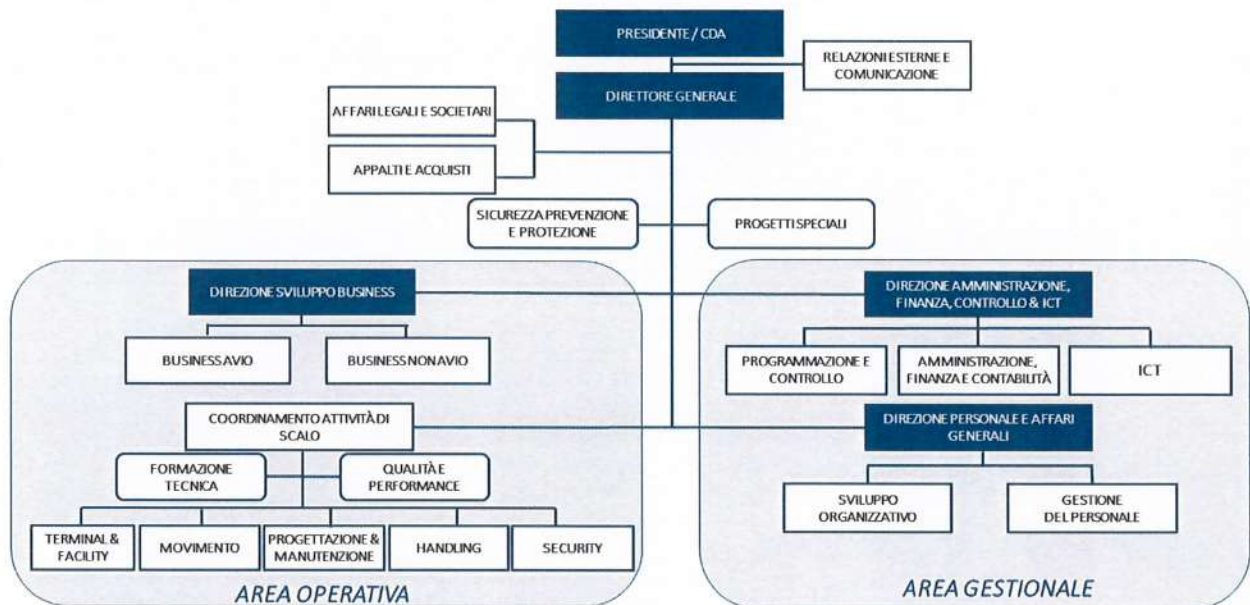 PRESIDENTE / CDA
RELAZIONI ESTERNE E
COMUNICAZIONE
DIRETTORE GENERALE
AFFARI LEGALI E SOCIETARI
APPALTI E ACQUISTI
SICUREZZA PREVENZIONE
E PROTEZIONE
PROGETTI SPECIALI
DIREZIONE SVILUPPO BUSINESS
BUSINESS AVIO
BUSINESS NON AVIO
COORDINAMENTO ATTIVITÀ DI
SCALO
FORMAZIONE
TECNICA
QUALITÀ E
PERFORMANCE
TERMINAL &
FACILITY
MOVIMENTO
PROGETTAZIONE &
MANUTENZIONE
HANDLING
SECURITY
AREA OPERATIVA
DIREZIONE AMMINISTRAZIONE,
FINANZA, CONTROLLO & ICT
PROGRAMMAZIONE E
CONTROLLO
AMMINISTRAZIONE,
FINANZA E CONTABILITÀ
ICT
DIREZIONE PERSONALE E AFFARI
GENERALI
SVILUPPO
ORGANIZZATIVO
GESTIONE
DEL PERSONALE
AREA GESTIONALE